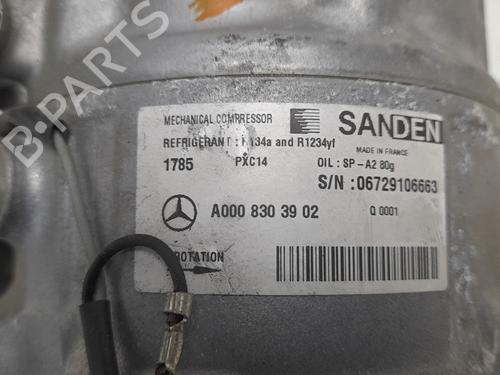 B-PARTS
MECHANICAL COMPRESSOR
SANDEN
REFRIGERANT : R134a and R1234yf
MADE IN FRANCE
1785 PXC14 OIL : SP-A2 80g
S/N : 06729106663
A000 830 39 02 Q 0001
ROTATION